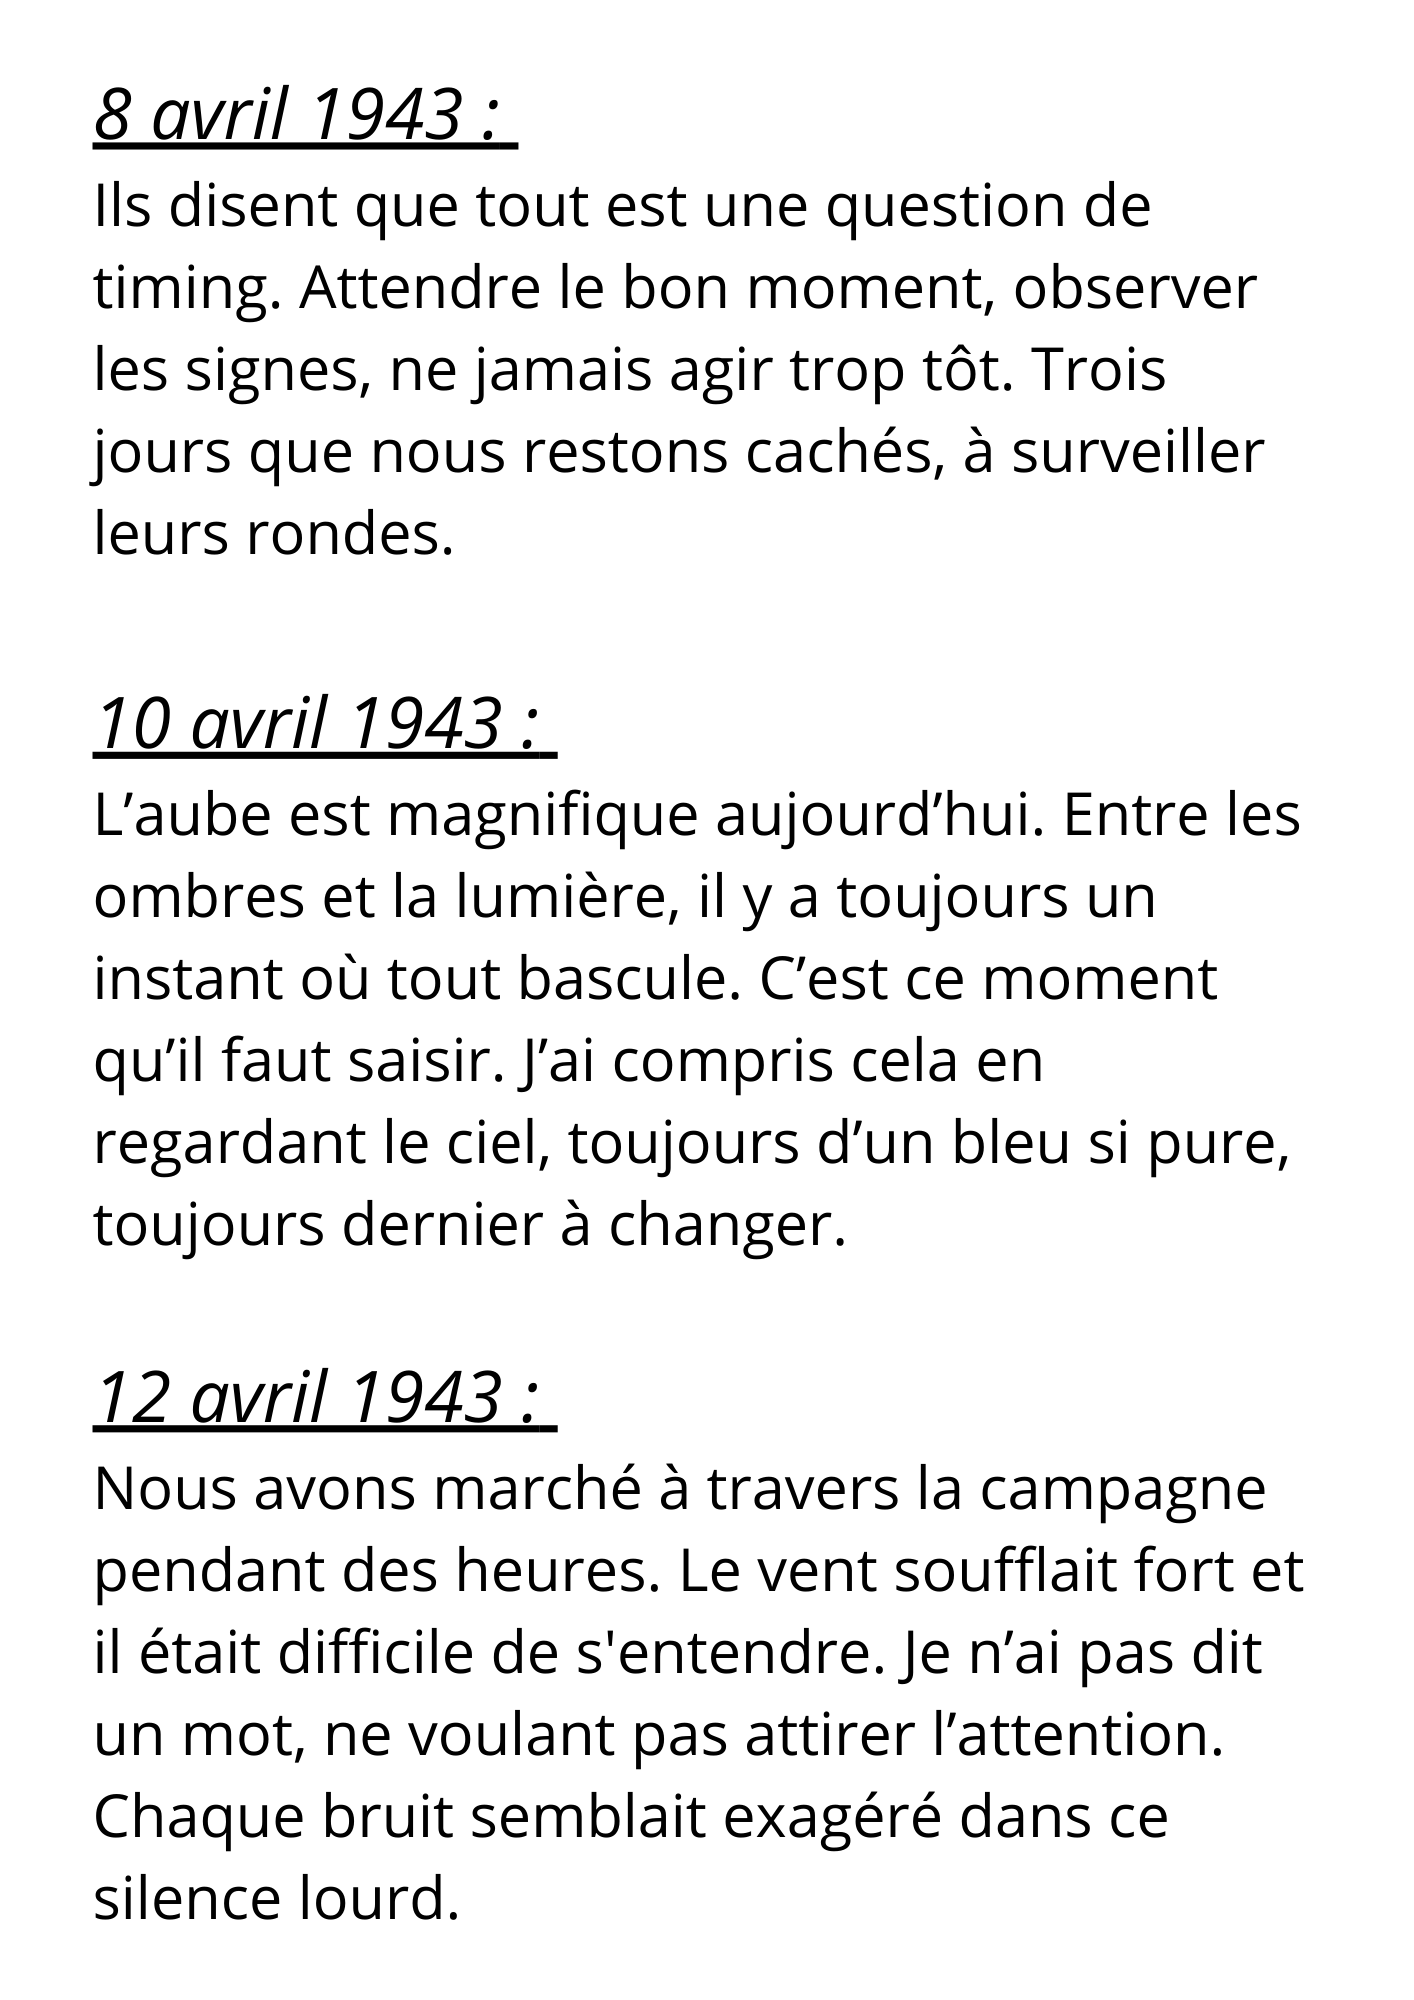 8 avril 1943 :
Ils disent que tout est une question de
timing. Attendre le bon moment, observer
les signes, ne jamais agir trop tôt. Trois
jours que nous restons cachés, à surveiller
leurs rondes.
10 avril 1943 :
L’aube est magnifique aujourd’hui. Entre les
ombres et la lumière, il y a toujours un
instant où tout bascule. C’est ce moment
qu’il faut saisir. J’ai compris cela en
regardant le ciel, toujours d’un bleu si pure,
toujours dernier à changer.
12 avril 1943 :
Nous avons marché à travers la campagne
pendant des heures. Le vent soufflait fort et
il était difficile de s'entendre. Je n’ai pas dit
un mot, ne voulant pas attirer l’attention.
Chaque bruit semblait exagéré dans ce
silence lourd.